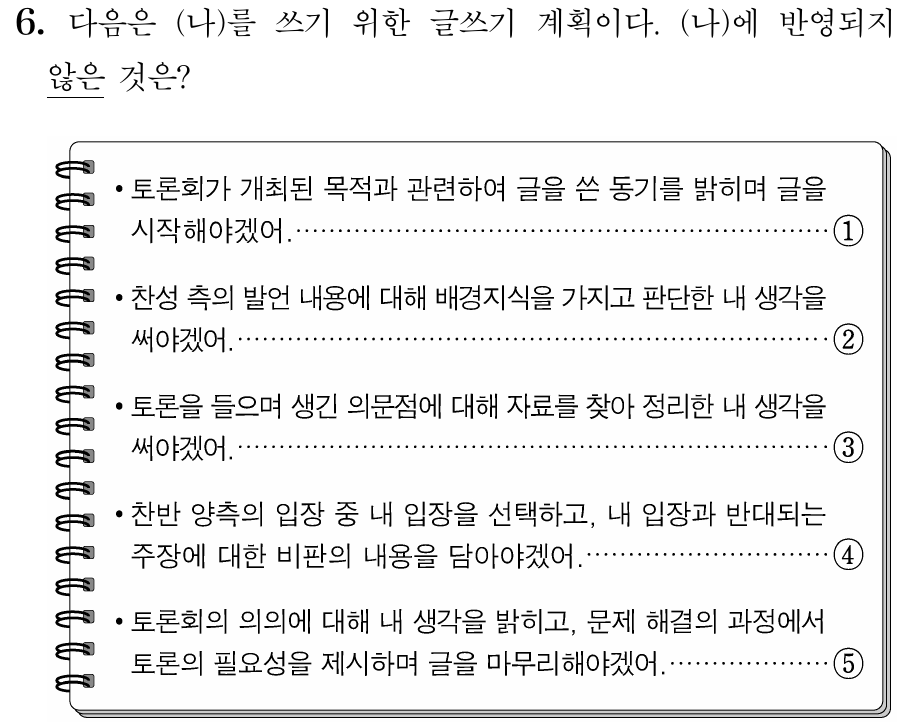 6. 다음은 (나)를 쓰기 위한 글쓰기 계획이다. (나)에 반영되지
않은 것은?
• 토론회가 개최된 목적과 관련하여 글을 쓴 동기를 밝히며 글을
시작해야겠어.……………………………………………………①
• 찬성 측의 발언 내용에 대해 배경지식을 가지고 판단한 내 생각을
써야겠어.…………………………………………………………②
• 토론을 들으며 생긴 의문점에 대해 자료를 찾아 정리한 내 생각을
써야겠어.…………………………………………………………③
• 찬반 양측의 입장 중 내 입장을 선택하고, 내 입장과 반대되는
주장에 대한 비판의 내용을 담아야겠어.………………………④
• 토론회의 의의에 대해 내 생각을 밝히고, 문제 해결의 과정에서
토론의 필요성을 제시하며 글을 마무리해야겠어.………………⑤